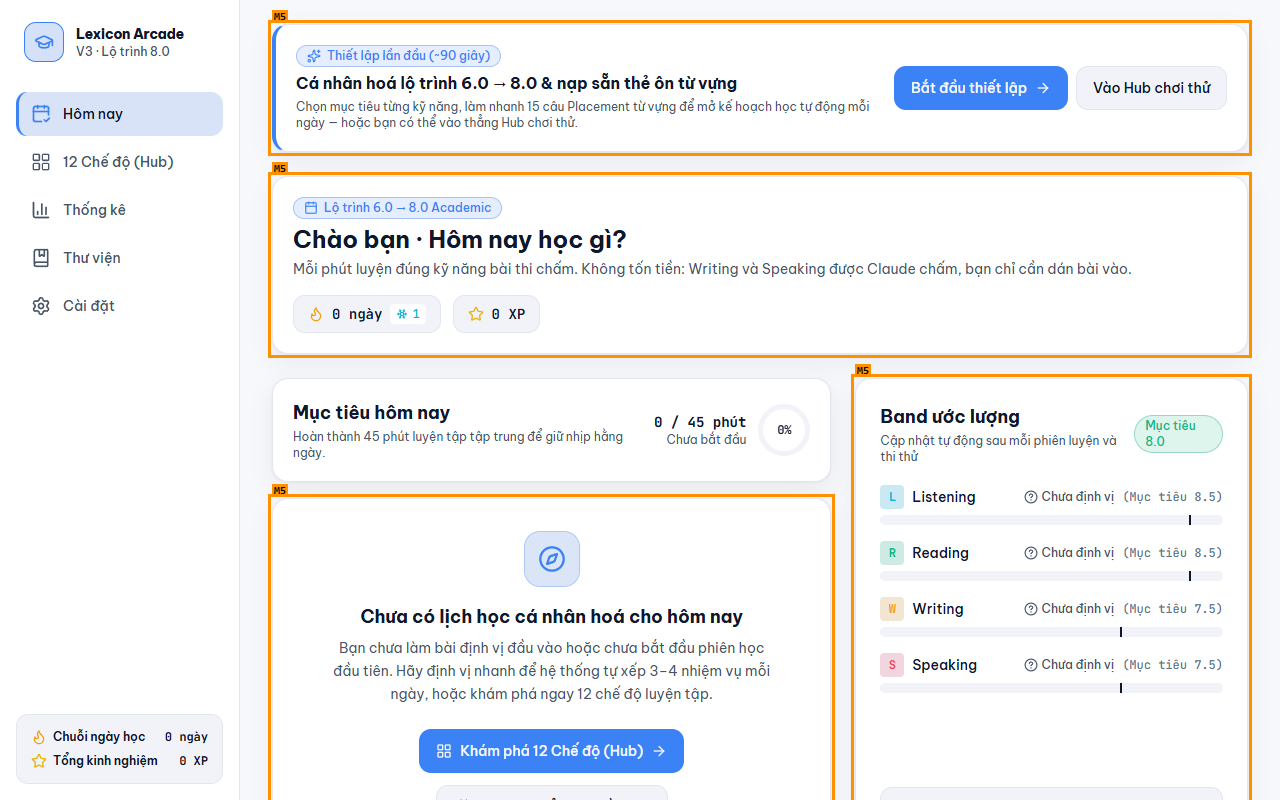 Lexicon Arcade
V3 · Lộ trình 8.0
Hôm nay
12 Chế độ (Hub)
Thống kê
Thư viện
Cài đặt
Chuỗi ngày học 0 ngày
Tổng kinh nghiệm 0 XP
M5
Thiết lập lần đầu (~90 giây)
Cá nhân hoá lộ trình 6.0 → 8.0 & nạp sẵn thẻ ôn từ vựng
Chọn mục tiêu từng kỹ năng, làm nhanh 15 câu Placement từ vựng để mở kế hoạch học tự động mỗi
ngày — hoặc bạn có thể vào thẳng Hub chơi thử.
Bắt đầu thiết lập →
Vào Hub chơi thử
M5
Lộ trình 6.0 → 8.0 Academic
Chào bạn · Hôm nay học gì?
Mỗi phút luyện đúng kỹ năng bài thi chấm. Không tốn tiền: Writing và Speaking được Claude chấm, bạn chỉ cần dán bài vào.
0 ngày 1
0 XP
Mục tiêu hôm nay
Hoàn thành 45 phút luyện tập tập trung để giữ nhịp hằng
ngày.
0 / 45 phút
Chưa bắt đầu
0%
M5
Chưa có lịch học cá nhân hoá cho hôm nay
Bạn chưa làm bài định vị đầu vào hoặc chưa bắt đầu phiên học
đầu tiên. Hãy định vị nhanh để hệ thống tự xếp 3–4 nhiệm vụ mỗi
ngày, hoặc khám phá ngay 12 chế độ luyện tập.
Khám phá 12 Chế độ (Hub) →
M5
Band ước lượng
Cập nhật tự động sau mỗi phiên luyện và
thi thử
Mục tiêu
8.0
L Listening Chưa định vị (Mục tiêu 8.5)
R Reading Chưa định vị (Mục tiêu 8.5)
W Writing Chưa định vị (Mục tiêu 7.5)
S Speaking Chưa định vị (Mục tiêu 7.5)